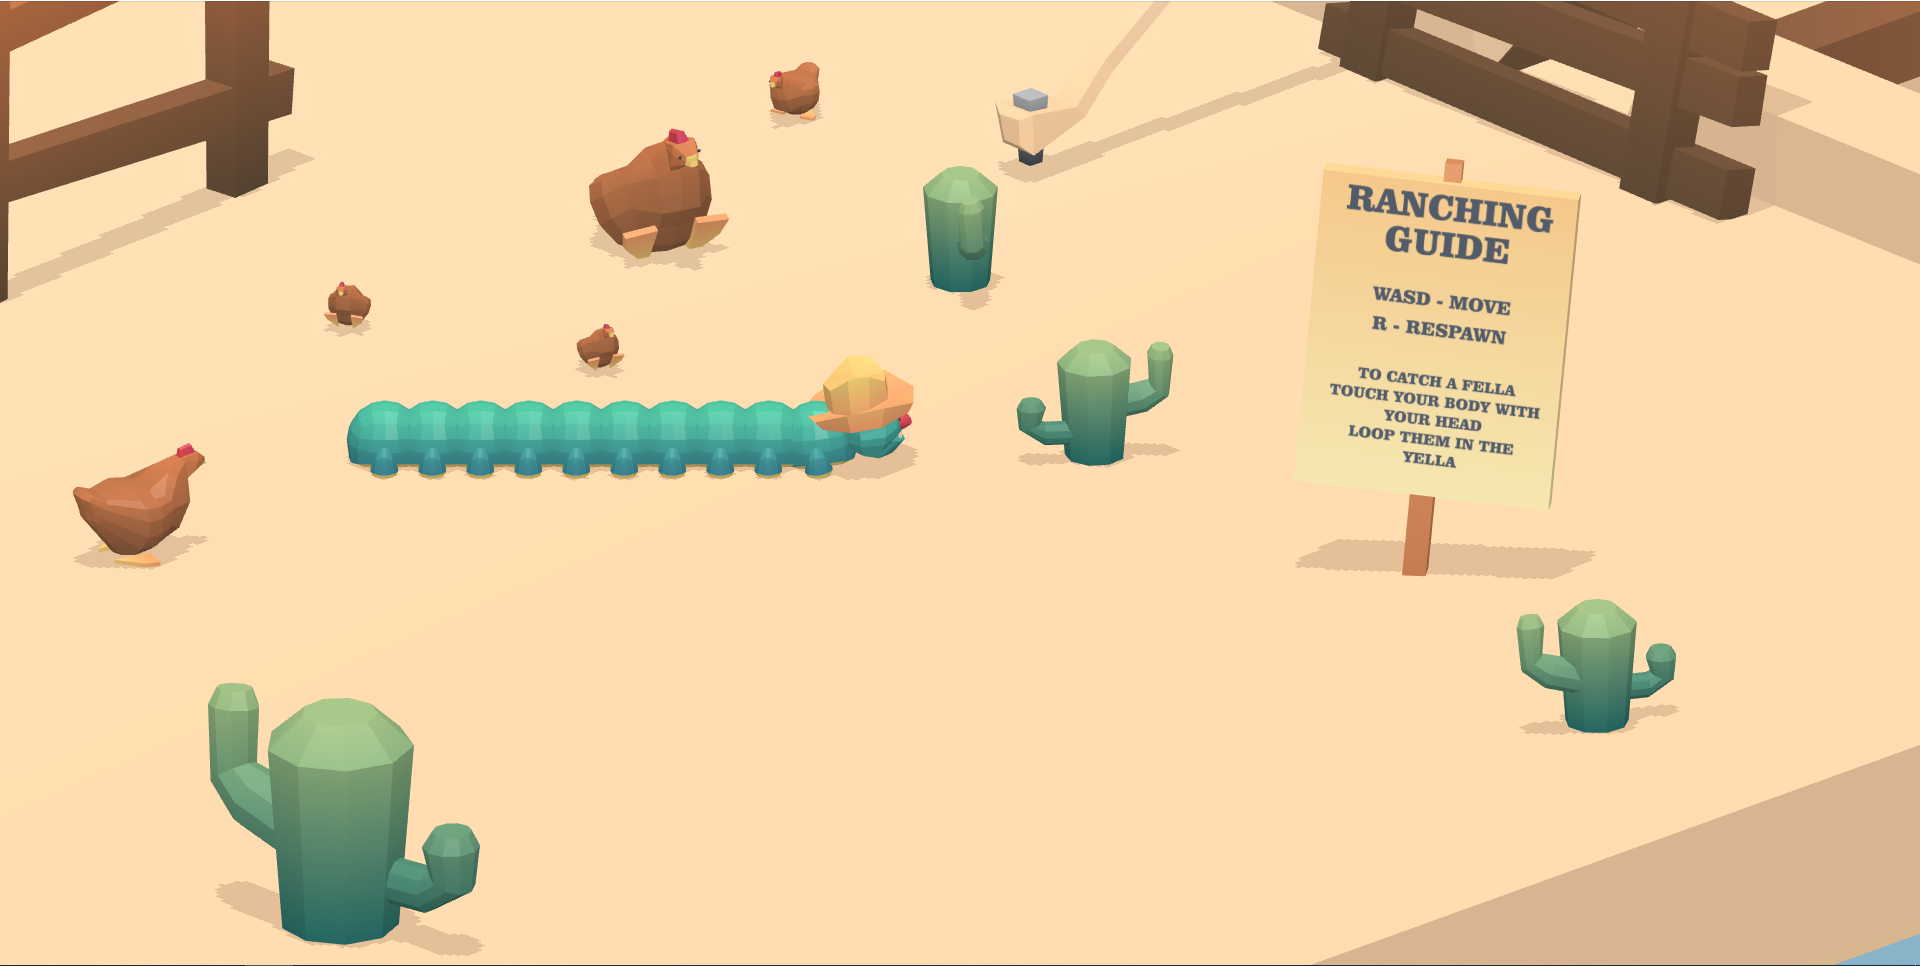 RANCHING
GUIDE
WASD - MOVE
R - RESPAWN
TO CATCH A FELLA
TOUCH YOUR BODY WITH
YOUR HEAD
LOOP THEM IN THE
YELLA